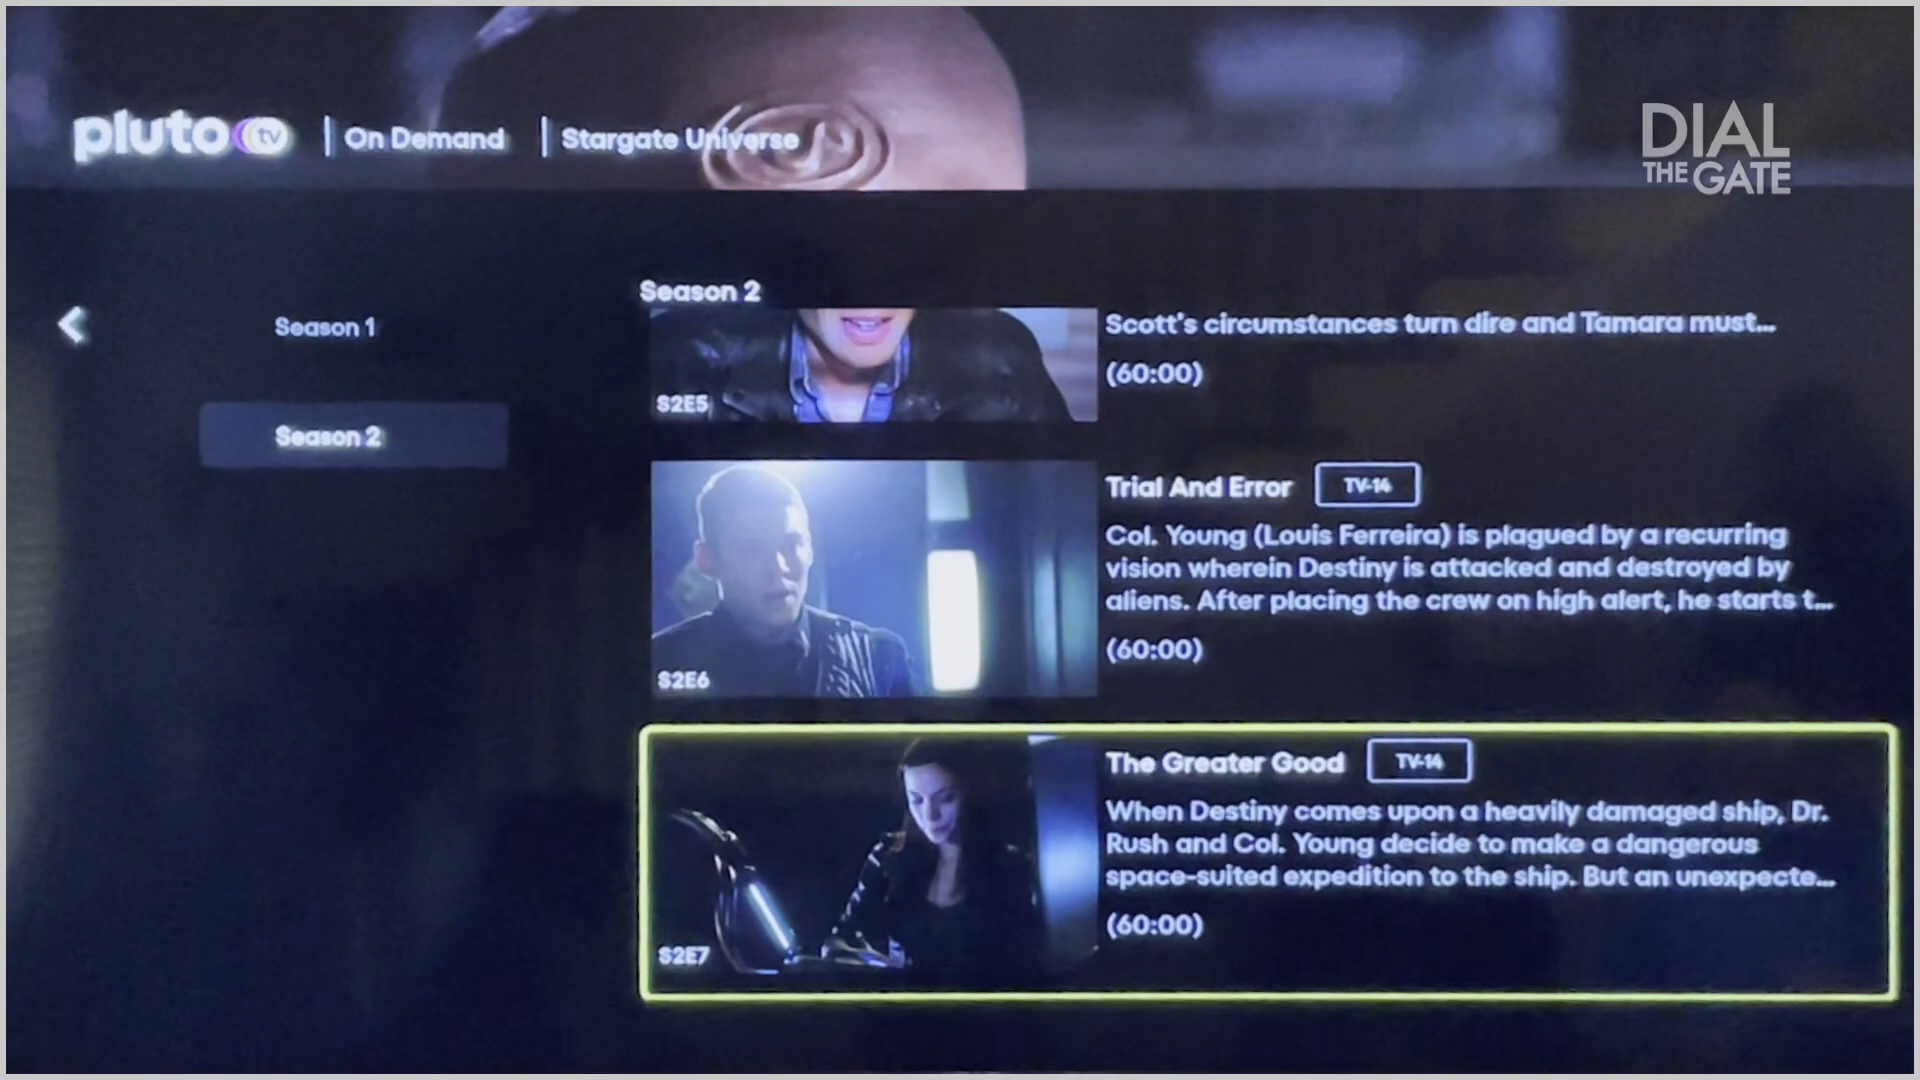 pluto tv | On Demand | Stargate Universe
DIAL
THE GATE
Season 1
Season 2
Season 2
Scott's circumstances turn dire and Tamara must...
(60:00)
S2E5
Trial And Error TV-14
Col. Young (Louis Ferreira) is plagued by a recurring
vision wherein Destiny is attacked and destroyed by
aliens. After placing the crew on high alert, he starts t...
(60:00)
S2E6
The Greater Good TV-14
When Destiny comes upon a heavily damaged ship, Dr.
Rush and Col. Young decide to make a dangerous
space-suited expedition to the ship. But an unexpecte...
(60:00)
S2E7